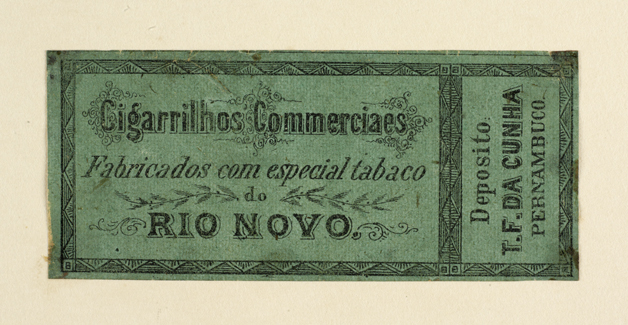 Cigarrilhos Commerciaes
Fabricados com especial tabaco
do
RIO NOVO.
Deposito
T. F. DA CUNHA
PERNAMBUCO.